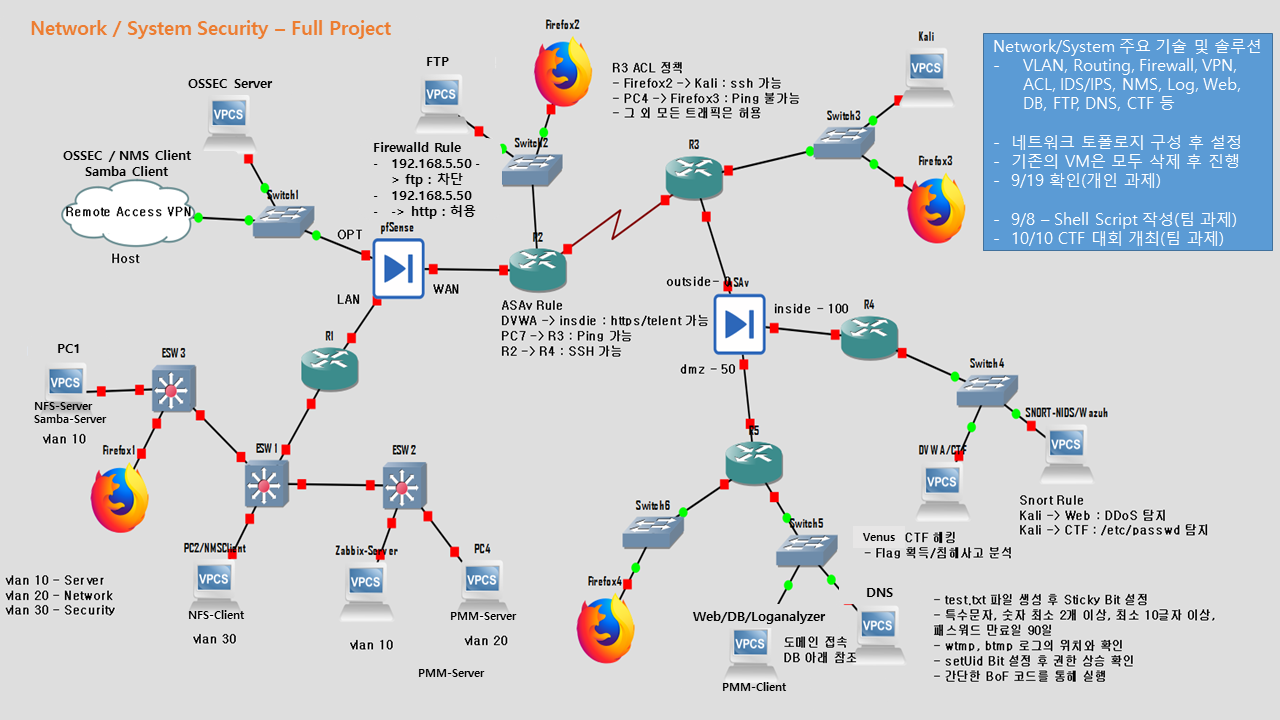 Network / System Security – Full Project
Network/System 주요 기술 및 솔루션
- VLAN, Routing, Firewall, VPN,
ACL, IDS/IPS, NMS, Log, Web,
DB, FTP, DNS, CTF 등
- 네트워크 토폴로지 구성 후 설정
- 기존의 VM은 모두 삭제 후 진행
- 9/19 확인(개인 과제)
- 9/8 – Shell Script 작성(팀 과제)
- 10/10 CTF 대회 개최(팀 과제)
Firefox2
Kali
VPCS
FTP
VPCS
R3 ACL 정책
- Firefox2 -> Kali : ssh 가능
- PC4 -> Firefox3 : Ping 불가능
- 그 외 모든 트래픽은 허용
OSSEC Server
VPCS
Switch3
Switch2
R3
Firefox3
Firewalld Rule
- 192.168.5.50 -
> ftp : 차단
- 192.168.5.50
- -> http : 허용
OSSEC / NMS Client
Samba Client
Remote Access VPN
Host
Switch1
OPT
pfSense
WAN
LAN
R2
ASAv Rule
DVWA -> insdie : https/telent 가능
PC7 -> R3 : Ping 가능
R2 -> R4 : SSH 가능
outside-
ASAv
inside - 100
R4
dmz - 50
R1
PC1
VPCS
NFS-Server
Samba-Server
vlan 10
ESW3
Firefox1
ESW1
ESW2
Switch4
SNORT-NIDS/Wazuh
VPCS
DVWA/CTF
VPCS
Snort Rule
Kali -> Web : DDoS 탐지
Kali -> CTF : /etc/passwd 탐지
R5
Switch6
Switch5
Venus CTF 해킹
- Flag 획득/침해사고 분석
PC2/NMSClient
VPCS
NFS-Client
vlan 30
Zabbix-Server
VPCS
vlan 10
PC4
VPCS
PMM-Server
vlan 20
PMM-Server
vlan 10 - Server
vlan 20 - Network
vlan 30 - Security
Firefox4
Web/DB/Loganalyzer
VPCS
도메인 접속
DB 아래 참조
PMM-Client
DNS
VPCS
- test.txt 파일 생성 후 Sticky Bit 설정
- 특수문자, 숫자 최소 2개 이상, 최소 10글자 이상,
패스워드 만료일 90일
- wtmp, btmp 로그의 위치와 확인
- setUid Bit 설정 후 권한 상승 확인
- 간단한 BoF 코드를 통해 실행